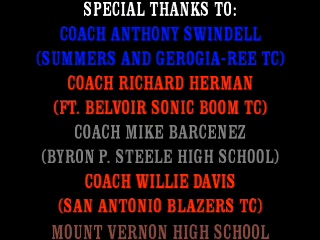 SPECIAL THANKS TO:
COACH ANTHONY SWINDELL
(SUMMERS AND GEROGIA-REE TC)
COACH RICHARD HERMAN
(FT. BELVOIR SONIC BOOM TC)
COACH MIKE BARCENEZ
(BYRON P. STEELE HIGH SCHOOL)
COACH WILLIE DAVIS
(SAN ANTONIO BLAZERS TC)
MOUNT VERNON HIGH SCHOOL